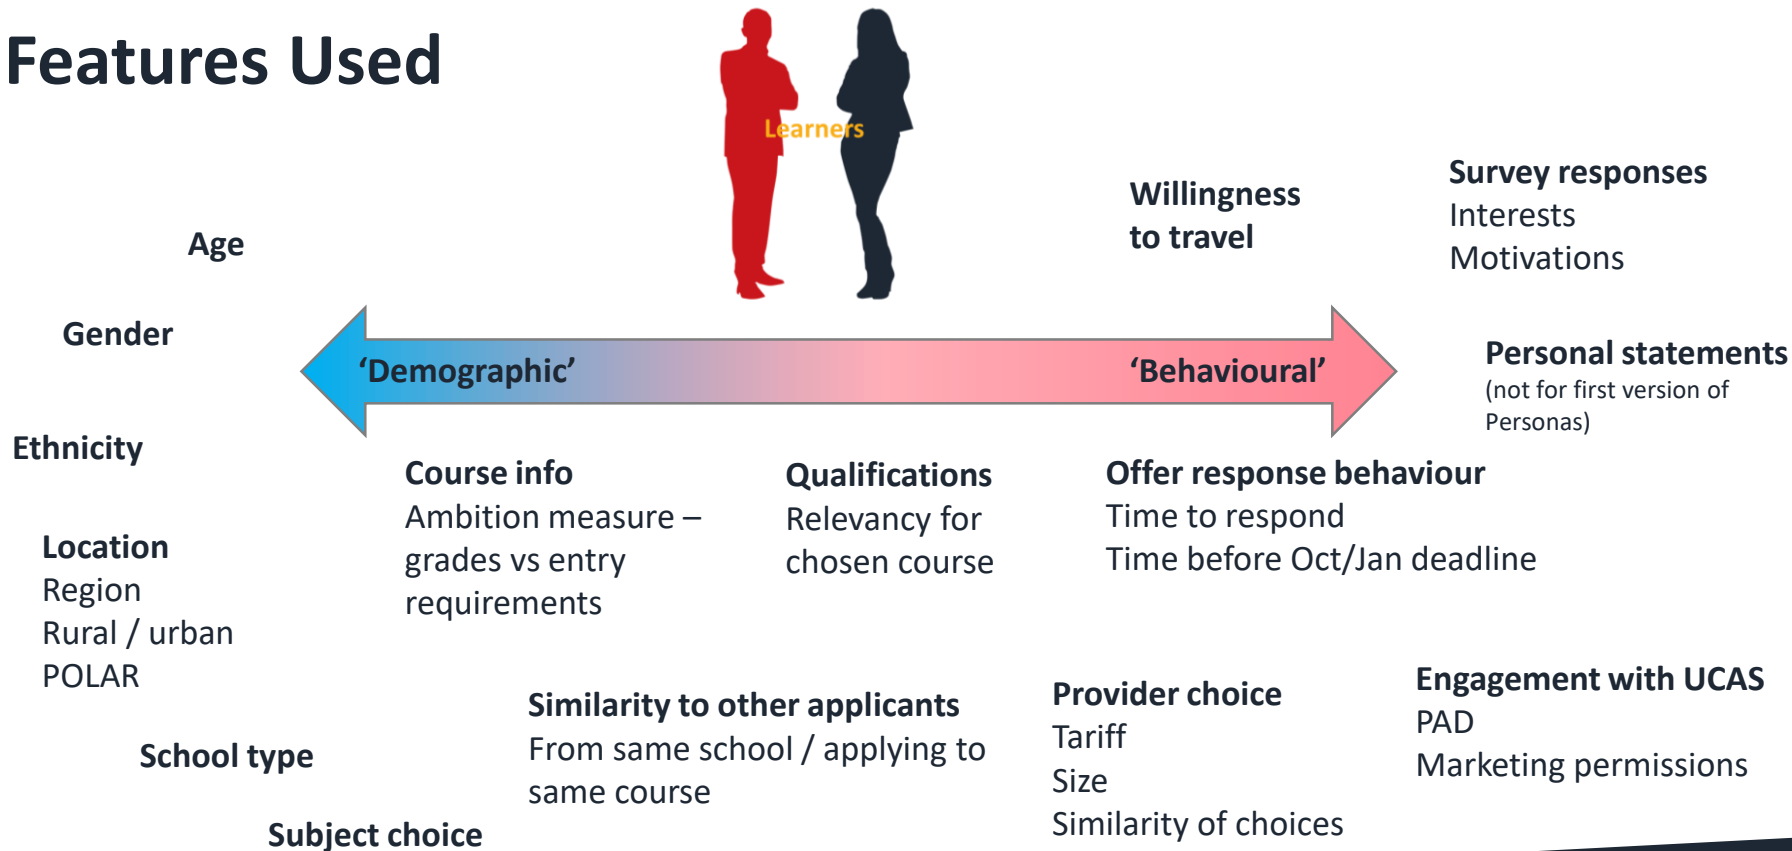 Features Used
Learners
Willingness
to travel
Survey responses
Interests
Motivations
Age
Gender
‘Demographic’
‘Behavioural’
Personal statements
(not for first version of
Personas)
Ethnicity
Course info
Ambition measure –
grades vs entry
requirements
Qualifications
Relevancy for
chosen course
Offer response behaviour
Time to respond
Time before Oct/Jan deadline
Location
Region
Rural / urban
POLAR
School type
Similarity to other applicants
From same school / applying to
same course
Provider choice
Tariff
Size
Similarity of choices
Engagement with UCAS
PAD
Marketing permissions
Subject choice